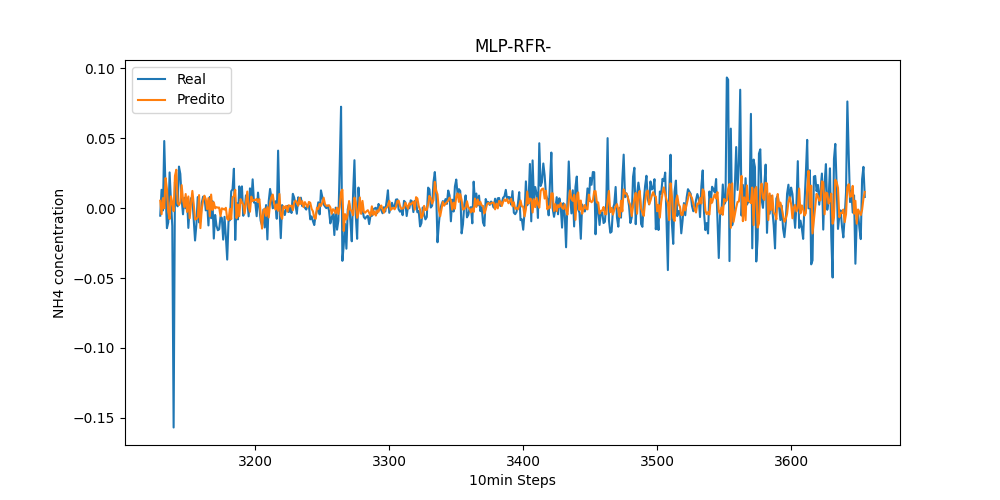 MLP-RFR-
Real
Predito
0.10
0.05
0.00
−0.05
−0.10
−0.15
NH4 concentration
3200 3300 3400 3500 3600
10min Steps